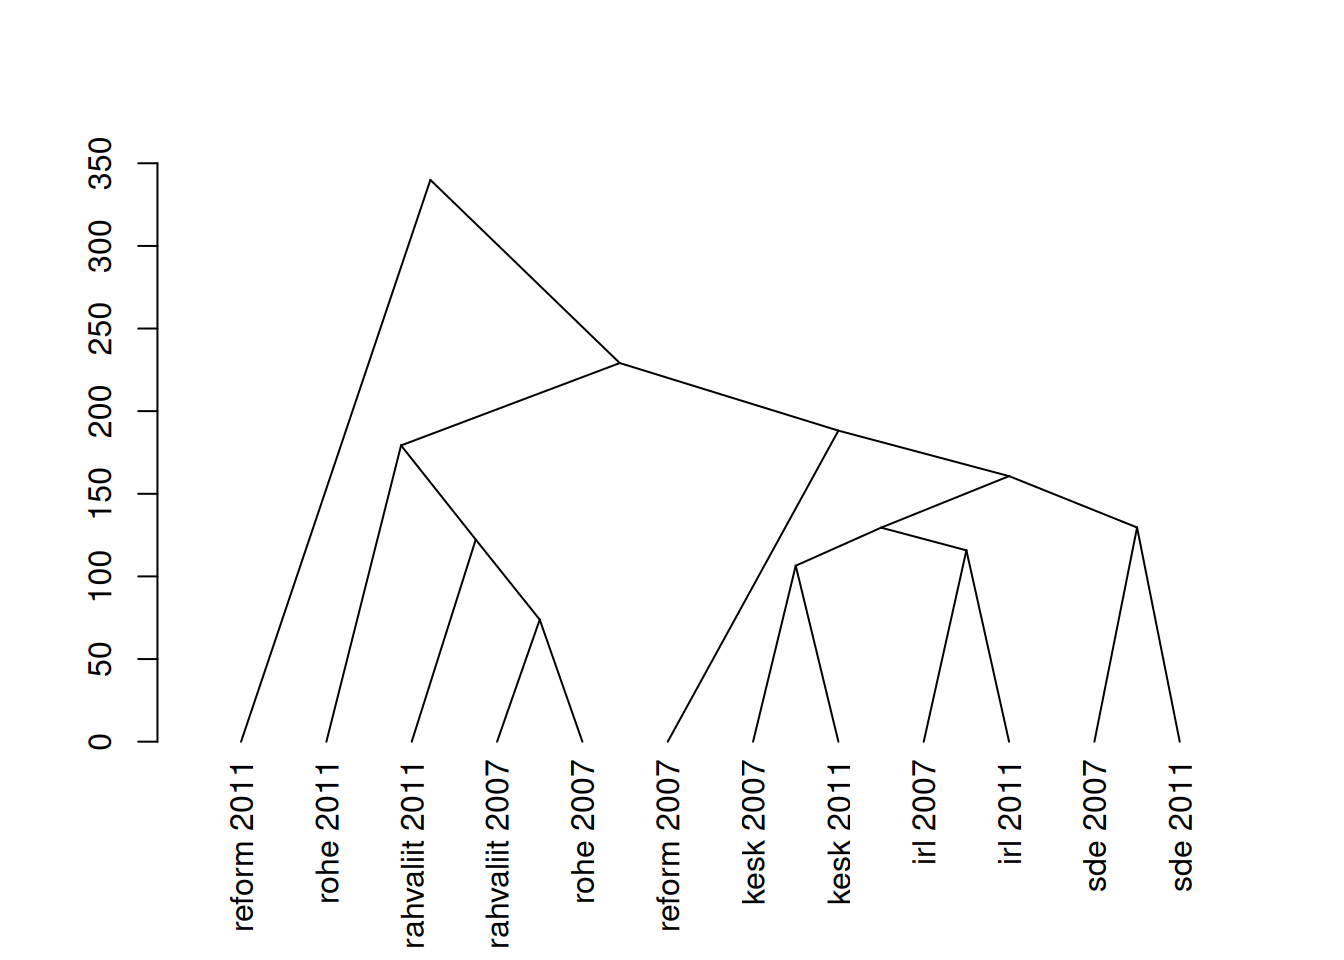 350
300
250
200
150
100
50
0
reform 2011
rohe 2011
rahvaliit 2011
rahvaliit 2007
rohe 2007
reform 2007
kesk 2007
kesk 2011
irl 2007
irl 2011
sde 2007
sde 2011